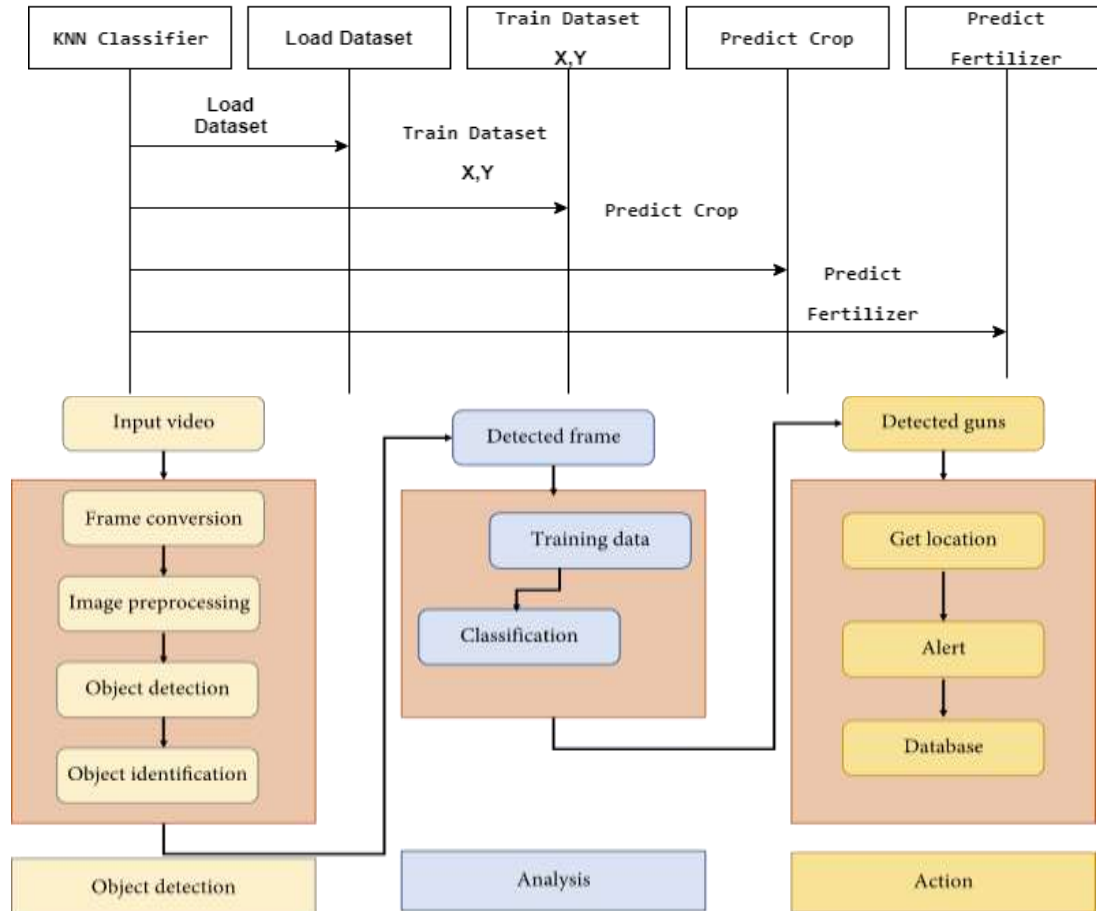 KNN Classifier
Load Dataset
Train Dataset
X,Y
Predict Crop
Predict
Fertilizer
Load
Dataset
Train Dataset
X,Y
Predict Crop
Predict
Fertilizer
Input video
Frame conversion
Image preprocessing
Object detection
Object identification
Object detection
Detected frame
Training data
Classification
Analysis
Detected guns
Get location
Alert
Database
Action